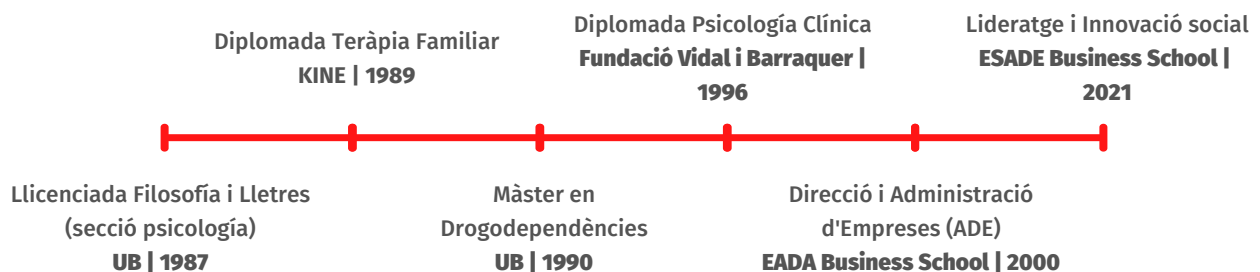 Diplomada Teràpia Familiar
KINE | 1989
Diplomada Psicología Clínica
Fundació Vidal i Barraquer |
1996
Lideratge i Innovació social
ESADE Business School |
2021
Llicenciada Filosofía i Lletres
(secció psicología)
UB | 1987
Màster en
Drogodependències
UB | 1990
Direcció i Administració
d'Empreses (ADE)
EADA Business School | 2000